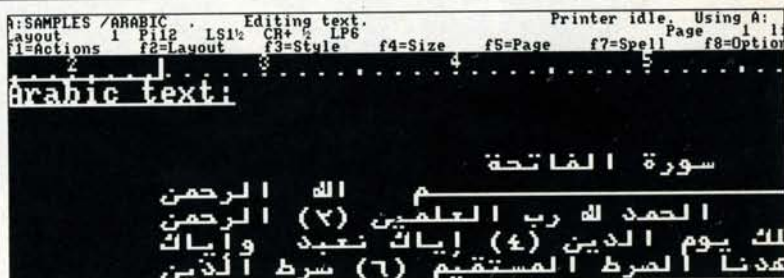 A:SAMPLES /ARABIC . Editing text. Printer idle. Using A:
Layout 1 Pi12 LS1½ CR+ ½ LP6 Page 1 li
f1=Actions f2=Layout f3=Style f4=Size f5=Page f7=Spell f8=Option
2 3 4 5
Arabic text:
سورة الفاتحة
م الله الرحمن
الحمد لله رب العلمين (٢) الرحمن
لك يوم الدين (٤) إياك نعبد وإياك
هدنا الصرط المستقيم (٦) صرط الذين